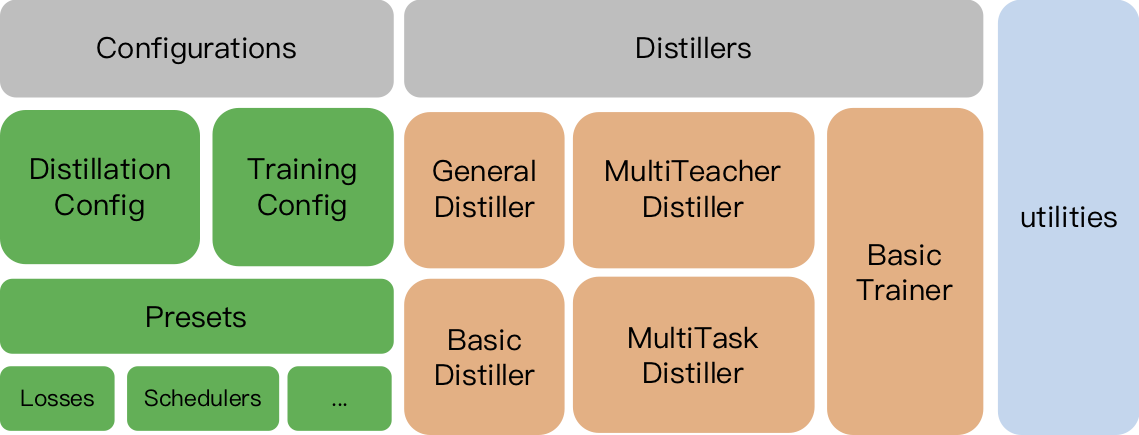 Configurations
Distillers
utilities
Distillation
Config
Training
Config
General
Distiller
MultiTeacher
Distiller
Basic
Trainer
Presets
Basic
Distiller
MultiTask
Distiller
Losses
Schedulers
...